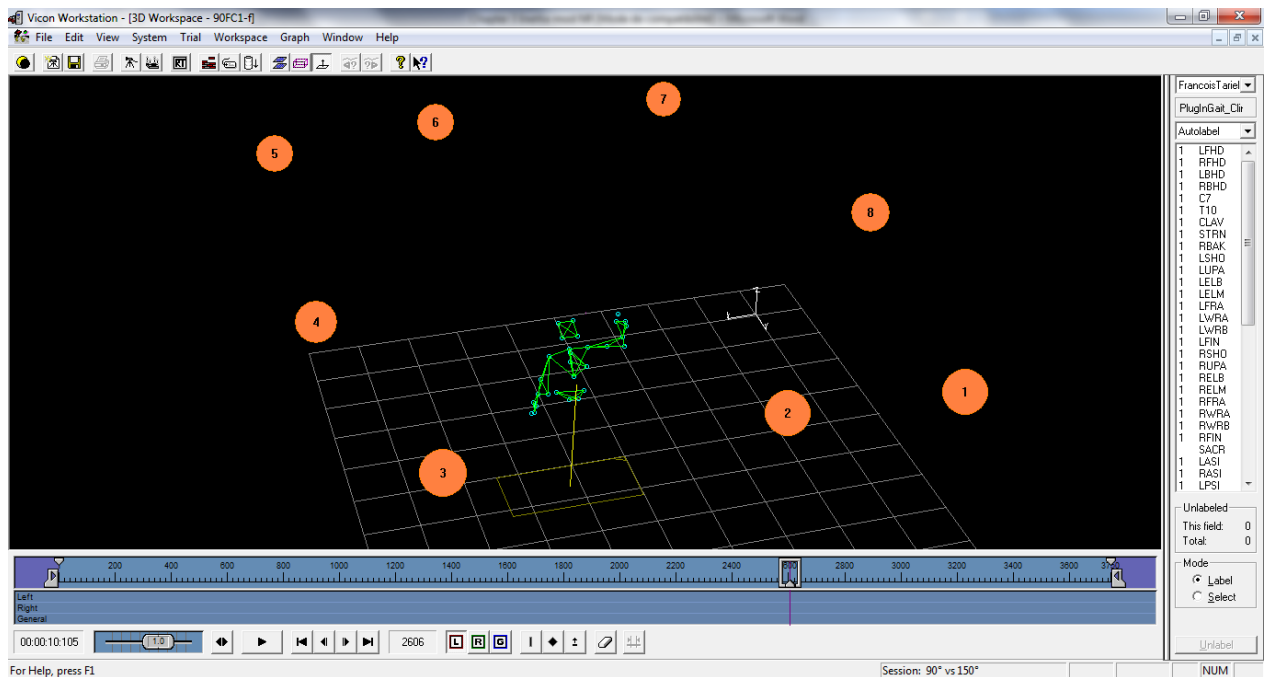 Vicon Workstation - [3D Workspace - 90FC1-f]
File Edit View System Trial Workspace Graph Window Help
RT
FrancoisTariel
PlugInGait_Clir
Autolabel
1 LFHD
1 RFHD
1 LBHD
1 RBHD
1 C7
1 T10
1 CLAV
1 STRN
1 RBAK
1 LSHO
1 LUPA
1 LELB
1 LELM
1 LFRA
1 LWRA
1 LWRB
1 LFIN
1 RSHO
1 RUPA
1 RELB
1 RELM
1 RFRA
1 RWRA
1 RWRB
1 RFIN
SACR
1 LASI
1 RASI
1 LPSI
7
6
5
8
4
1
2
3
Unlabeled
This field: 0
Total: 0
Mode
Label
Select
Unlabel
200 400 600 800 1000 1200 1400 1600 1800 2000 2200 2400 2800 3000 3200 3400 3600
Left
Right
General
00:00:10:105 1.0 2606 L R G
For Help, press F1
Session: 90° vs 150° NUM